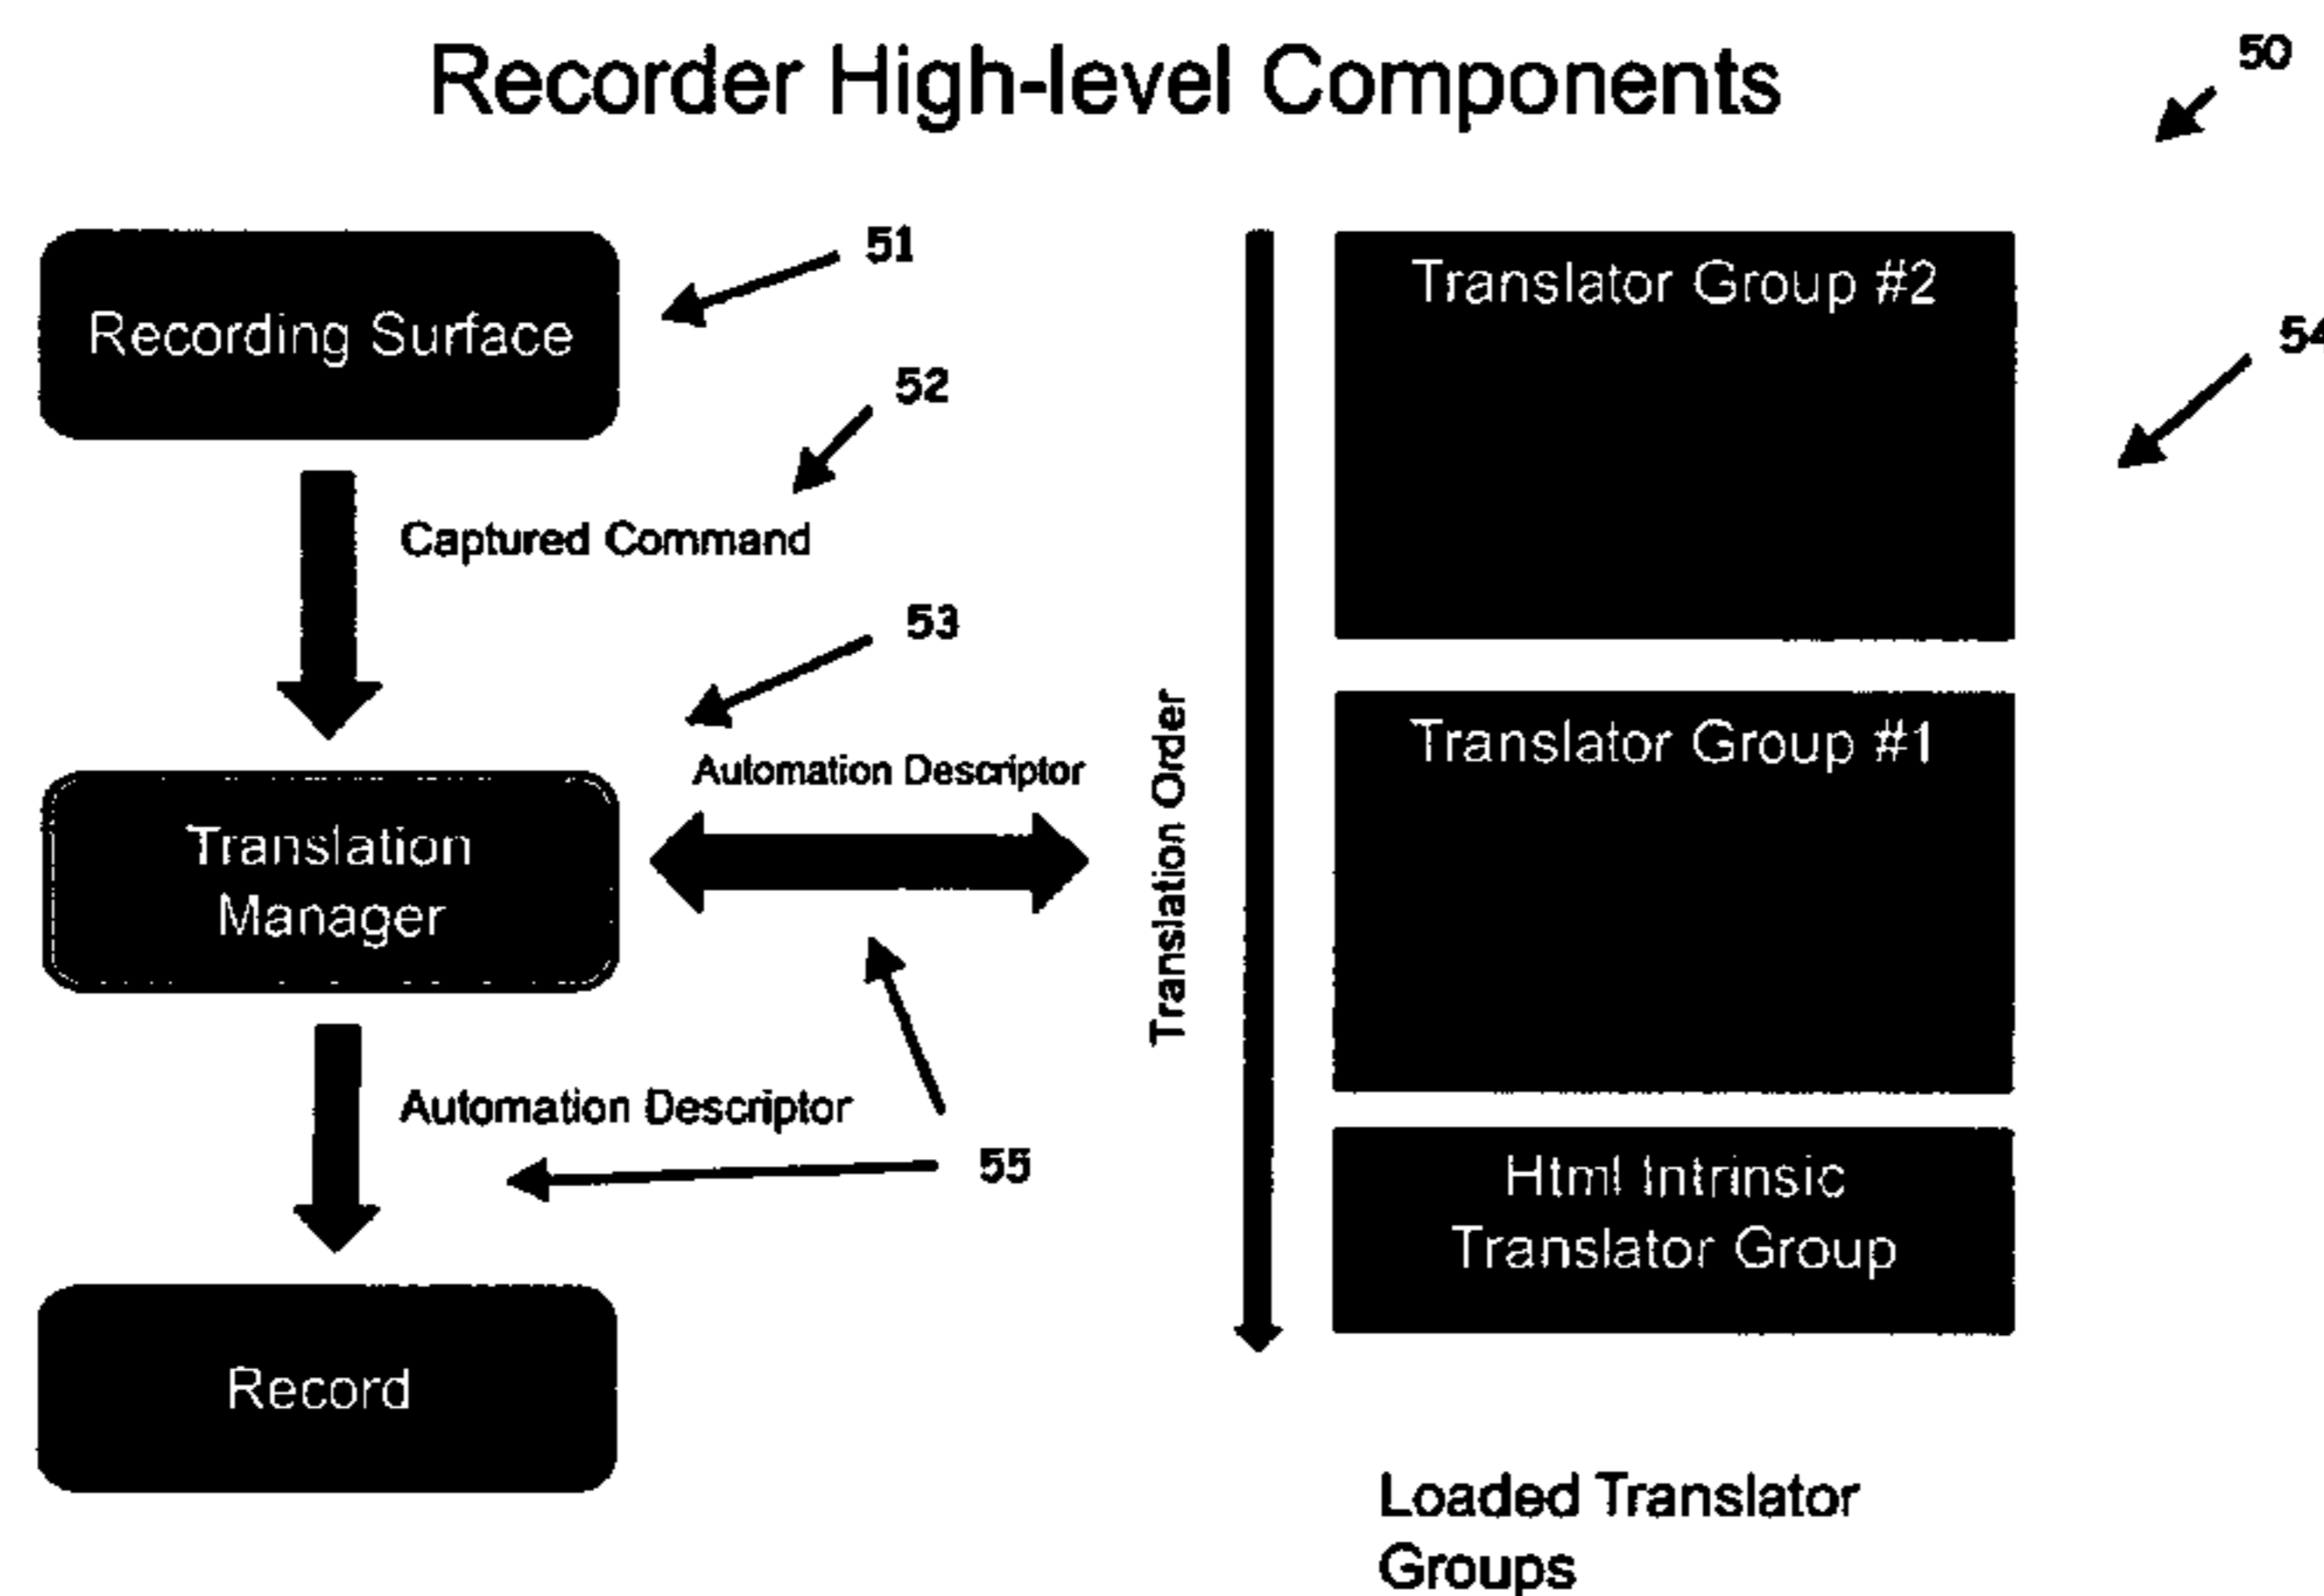 Recorder High-level Components
50
Recording Surface
51
52
Captured Command
53
Translation
Manager
Automation Descriptor
Automation Descriptor
55
Record
Translation Order
Translator Group #2
54
Translator Group #1
Html Intrinsic
Translator Group
Loaded Translator
Groups